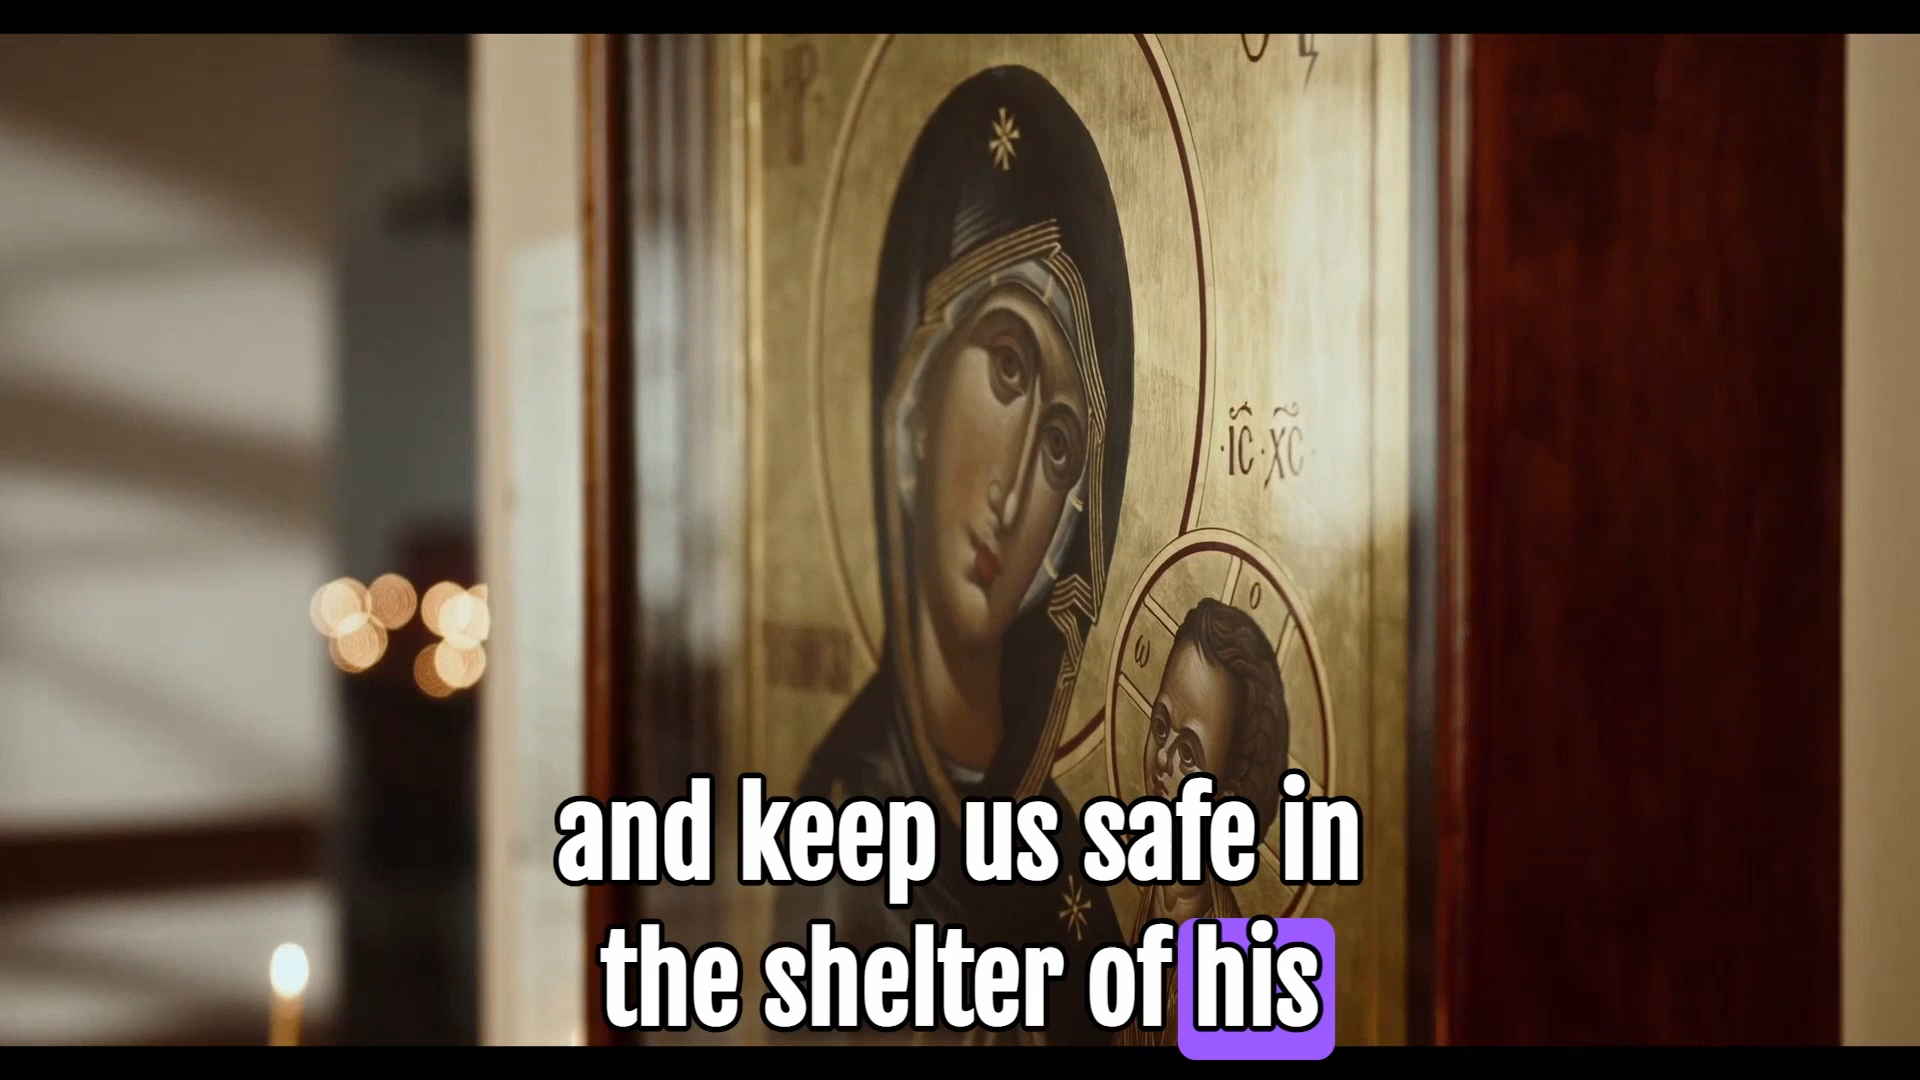 IC XC
ω Ο
and keep us safe in
the shelter of his